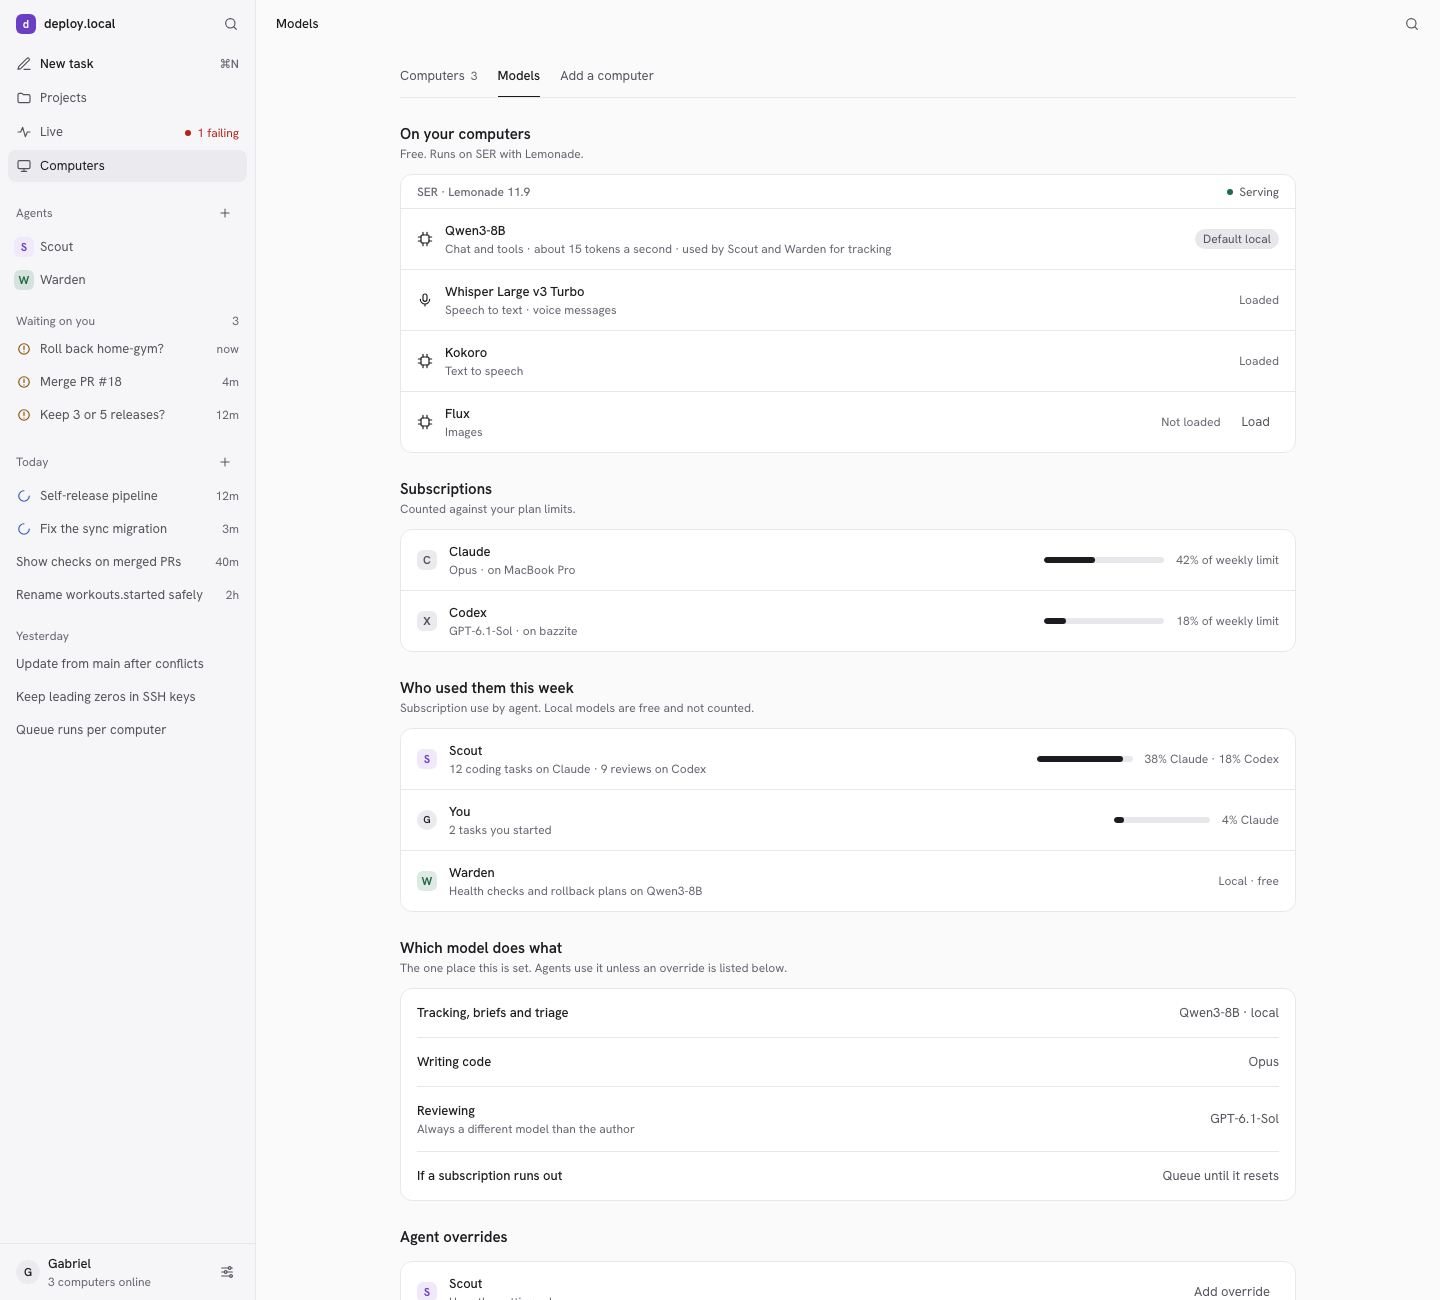 d deploy.local
New task ⌘N
Projects
Live 1 failing
Computers
Agents
S Scout
W Warden
Waiting on you 3
Roll back home-gym? now
Merge PR #18 4m
Keep 3 or 5 releases? 12m
Today
Self-release pipeline 12m
Fix the sync migration 3m
Show checks on merged PRs 40m
Rename workouts.started safely 2h
Yesterday
Update from main after conflicts
Keep leading zeros in SSH keys
Queue runs per computer
G Gabriel
3 computers online
Models
Computers 3 Models Add a computer
On your computers
Free. Runs on SER with Lemonade.
SER · Lemonade 11.9 Serving
Qwen3-8B
Chat and tools · about 15 tokens a second · used by Scout and Warden for tracking
Default local
Whisper Large v3 Turbo
Speech to text · voice messages
Loaded
Kokoro
Text to speech
Loaded
Flux
Images
Not loaded Load
Subscriptions
Counted against your plan limits.
C Claude
Opus · on MacBook Pro
42% of weekly limit
X Codex
GPT-6.1-Sol · on bazzite
18% of weekly limit
Who used them this week
Subscription use by agent. Local models are free and not counted.
S Scout
12 coding tasks on Claude · 9 reviews on Codex
38% Claude · 18% Codex
G You
2 tasks you started
4% Claude
W Warden
Health checks and rollback plans on Qwen3-8B
Local · free
Which model does what
The one place this is set. Agents use it unless an override is listed below.
Tracking, briefs and triage Qwen3-8B · local
Writing code Opus
Reviewing
Always a different model than the author
GPT-6.1-Sol
If a subscription runs out Queue until it resets
Agent overrides
S Scout
Add override